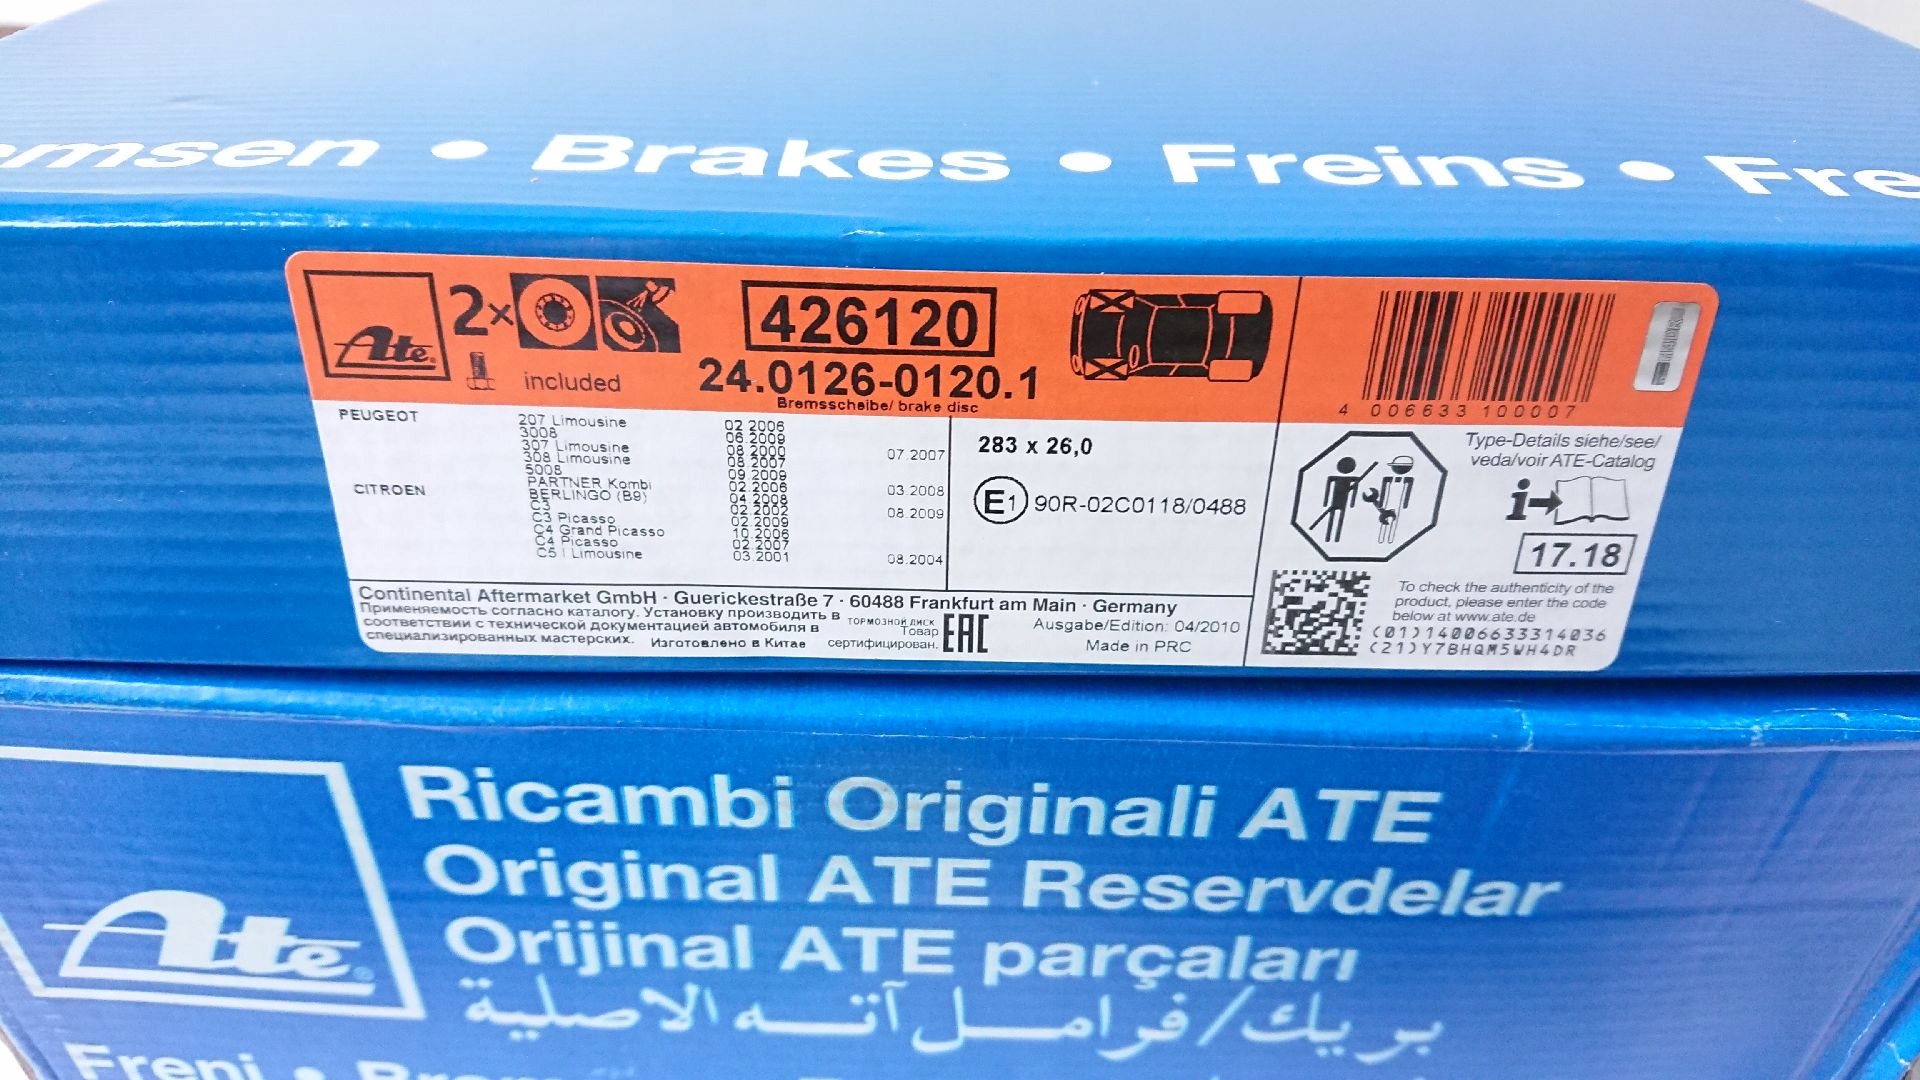 emsen • Brakes • Freins • Fre
Ate
2x
426120
included
24.0126-0120.1
Bremsscheibe/ brake disc
4 006633 100007
PEUGEOT
207 Limousine 02.2006
3008 06.2009
307 Limousine 08.2000 07.2007
308 Limousine 08.2007
5008 09.2009
PARTNER Kombi 02.2006 03.2008
CITROEN
BERLINGO (B9) 04.2008
C3 02.2002 08.2009
C3 Picasso 02.2009
C4 Grand Picasso 10.2006
C4 Picasso 02.2007
C5 I Limousine 03.2001 08.2004
283 x 26,0
E1 90R-02C0118/0488
Type-Details siehe/see/
veda/voir ATE-Catalog
i
17.18
Continental Aftermarket GmbH · Guerickestraße 7 · 60488 Frankfurt am Main · Germany
Применяемость согласно каталогу. Установку производить в
соответствии с технической документацией автомобиля в
специализированных мастерских. Изготовлено в Китае
тормозной диск
Товар
сертифицирован.
EAC
Ausgabe/Edition: 04/2010
Made in PRC
To check the authenticity of the
product, please enter the code
below at www.ate.de
(01)14006633314036
(21)Y7BHQM5WH4DR
Ate
Ricambi Originali ATE
Original ATE Reservdelar
Orijinal ATE parçaları
بريك/فرامل آته الاصلية
Freni •